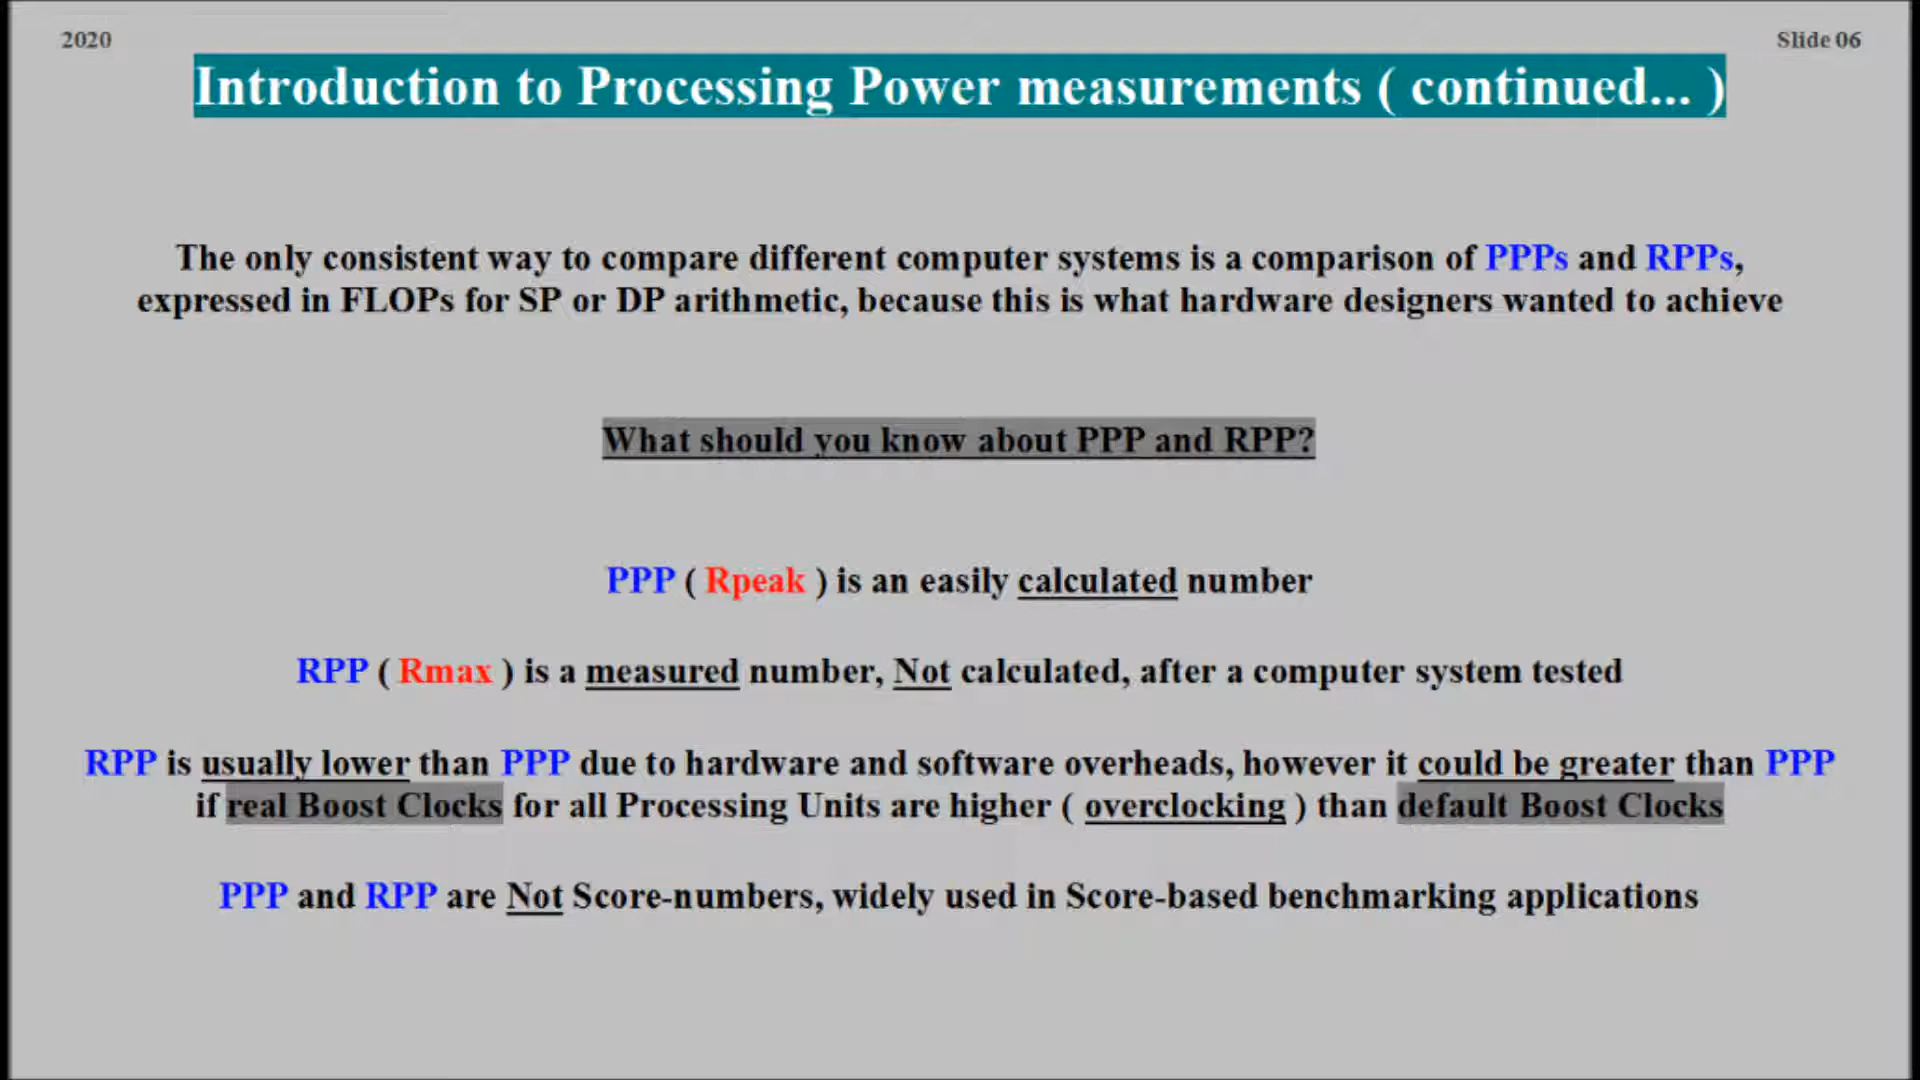 2020
Slide 06
Introduction to Processing Power measurements ( continued... )
The only consistent way to compare different computer systems is a comparison of PPPs and RPPs,
expressed in FLOPs for SP or DP arithmetic, because this is what hardware designers wanted to achieve
What should you know about PPP and RPP?
PPP ( Rpeak ) is an easily calculated number
RPP ( Rmax ) is a measured number, Not calculated, after a computer system tested
RPP is usually lower than PPP due to hardware and software overheads, however it could be greater than PPP
if real Boost Clocks for all Processing Units are higher ( overclocking ) than default Boost Clocks
PPP and RPP are Not Score-numbers, widely used in Score-based benchmarking applications